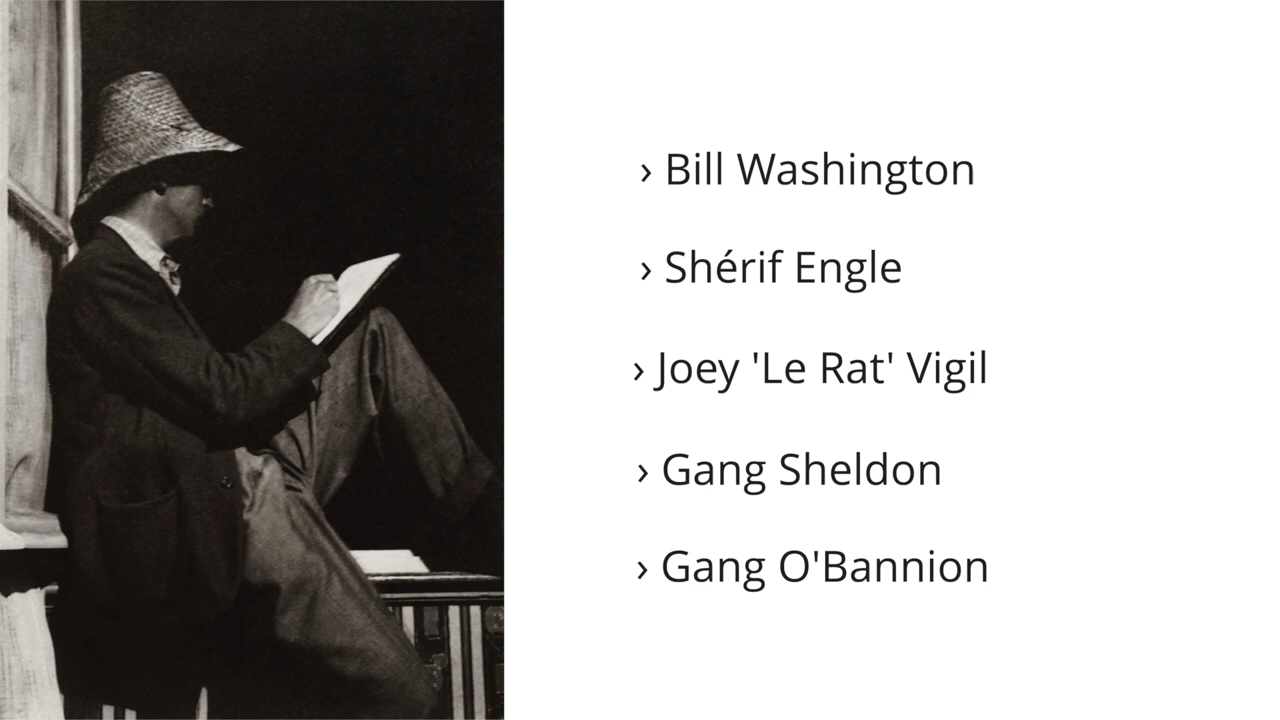 › Bill Washington
› Shérif Engle
› Joey 'Le Rat' Vigil
› Gang Sheldon
› Gang O'Bannion